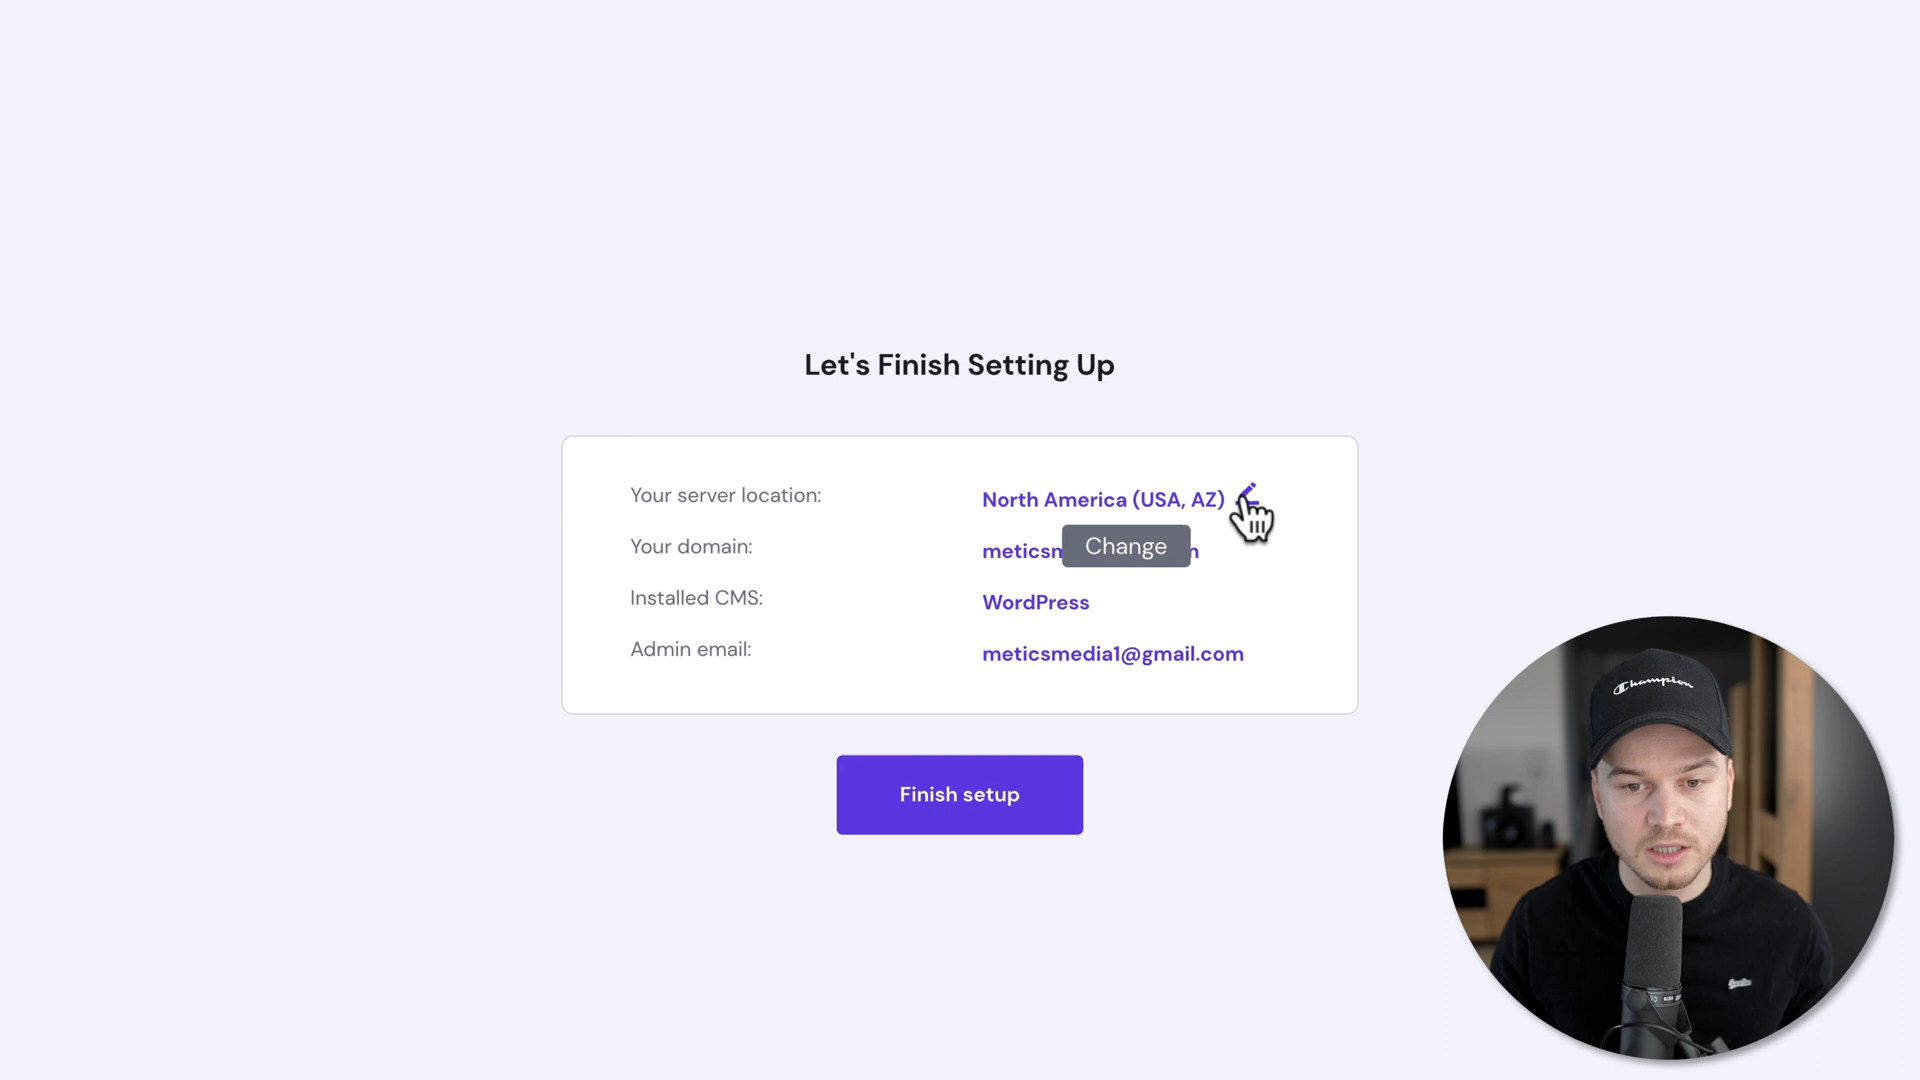 Let's Finish Setting Up
Your server location:
North America (USA, AZ)
Change
Your domain:
Installed CMS:
WordPress
Admin email:
meticsmedia1@gmail.com
Finish setup
Champion